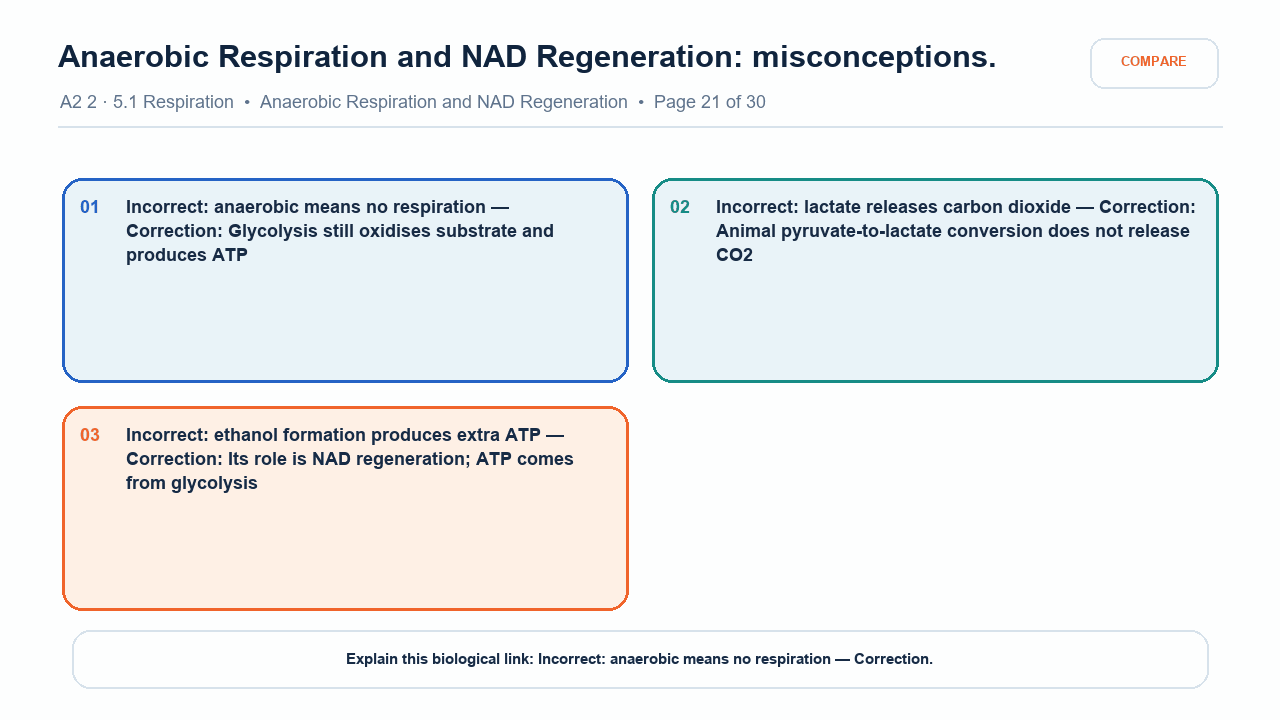 Anaerobic Respiration and NAD Regeneration: misconceptions.
COMPARE
A2 2 · 5.1 Respiration • Anaerobic Respiration and NAD Regeneration • Page 21 of 30
01 Incorrect: anaerobic means no respiration —
Correction: Glycolysis still oxidises substrate and
produces ATP
02 Incorrect: lactate releases carbon dioxide — Correction:
Animal pyruvate-to-lactate conversion does not release
CO2
03 Incorrect: ethanol formation produces extra ATP —
Correction: Its role is NAD regeneration; ATP comes
from glycolysis
Explain this biological link: Incorrect: anaerobic means no respiration — Correction.